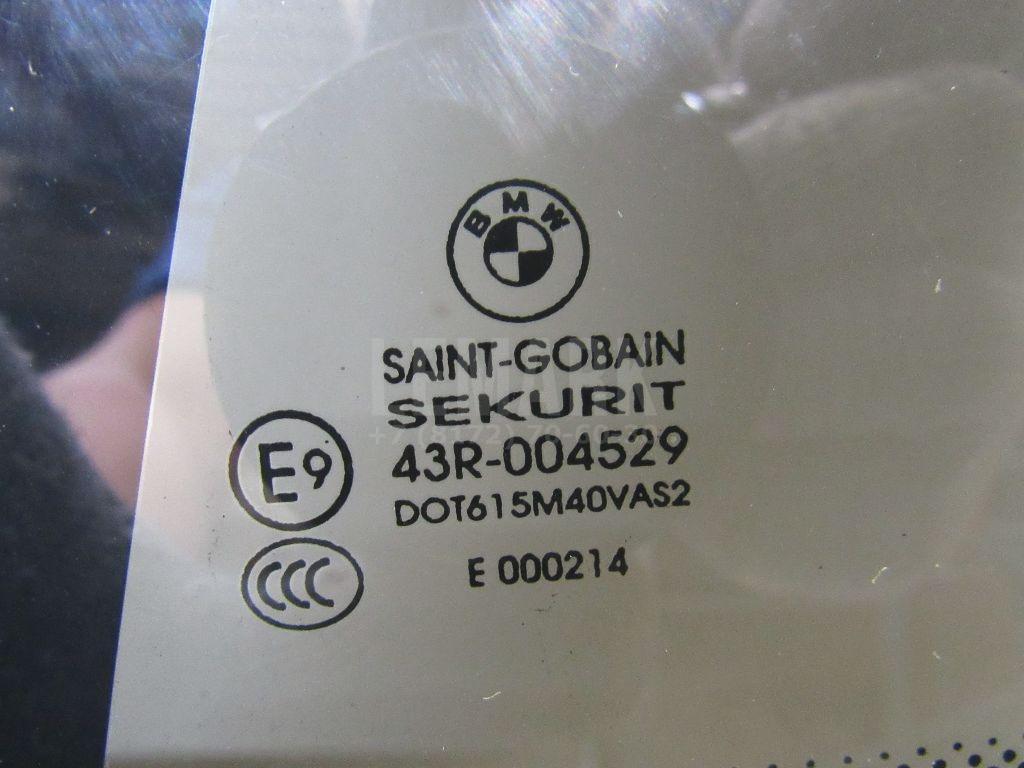 BMW
SAINT-GOBAIN
SEKURIT
43R-004529
E9
DOT615M40VAS2
CCC
E 000214